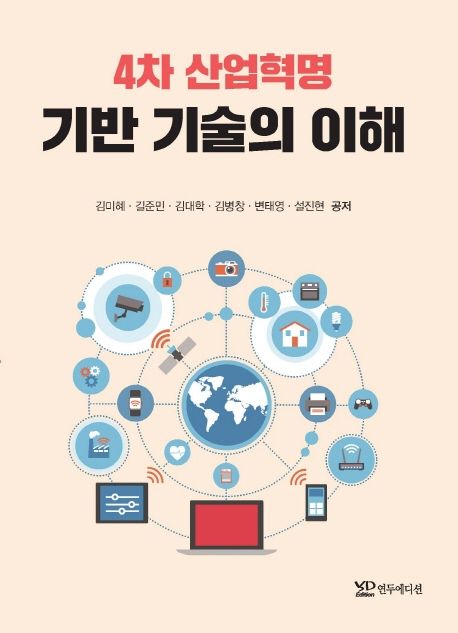 4차 산업혁명
기반 기술의 이해
김미혜 · 길준민 · 김대학 · 김병창 · 변태영 · 설진현 공저
YD Edition 연두에디션